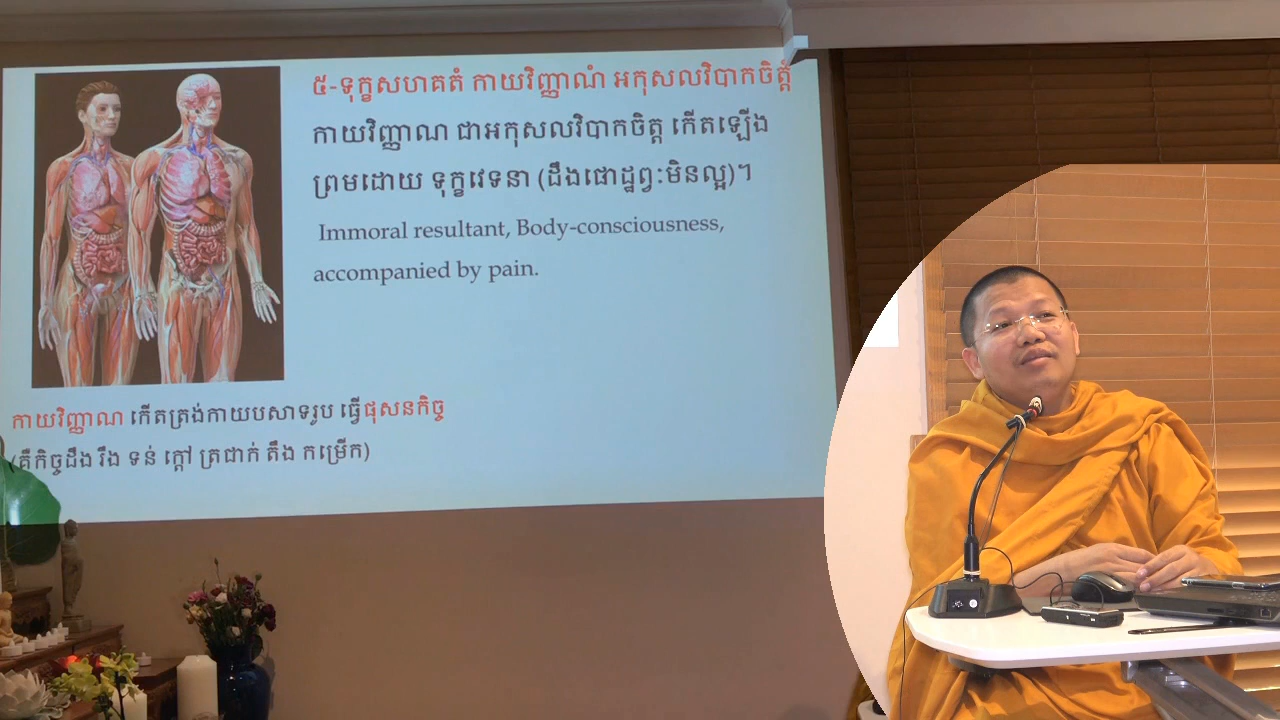 ៥-ទុក្ខសហគតំ កាយវិញ្ញាណំ អកុសលវិបាកចិត្តំ
កាយវិញ្ញាណ ជាអកុសលវិបាកចិត្ត កើតឡើង
ព្រមដោយ ទុក្ខវេទនា (ដឹងផោដ្ឋព្វៈមិនល្អ)។
Immoral resultant, Body-consciousness,
accompanied by pain.
កាយវិញ្ញាណ កើតត្រង់កាយបសាទរូប ធ្វើផុសនកិច្ច
(គឺកិច្ចដឹង រឹង ទន់ ក្ដៅ ត្រជាក់ តឹង កម្រើក)